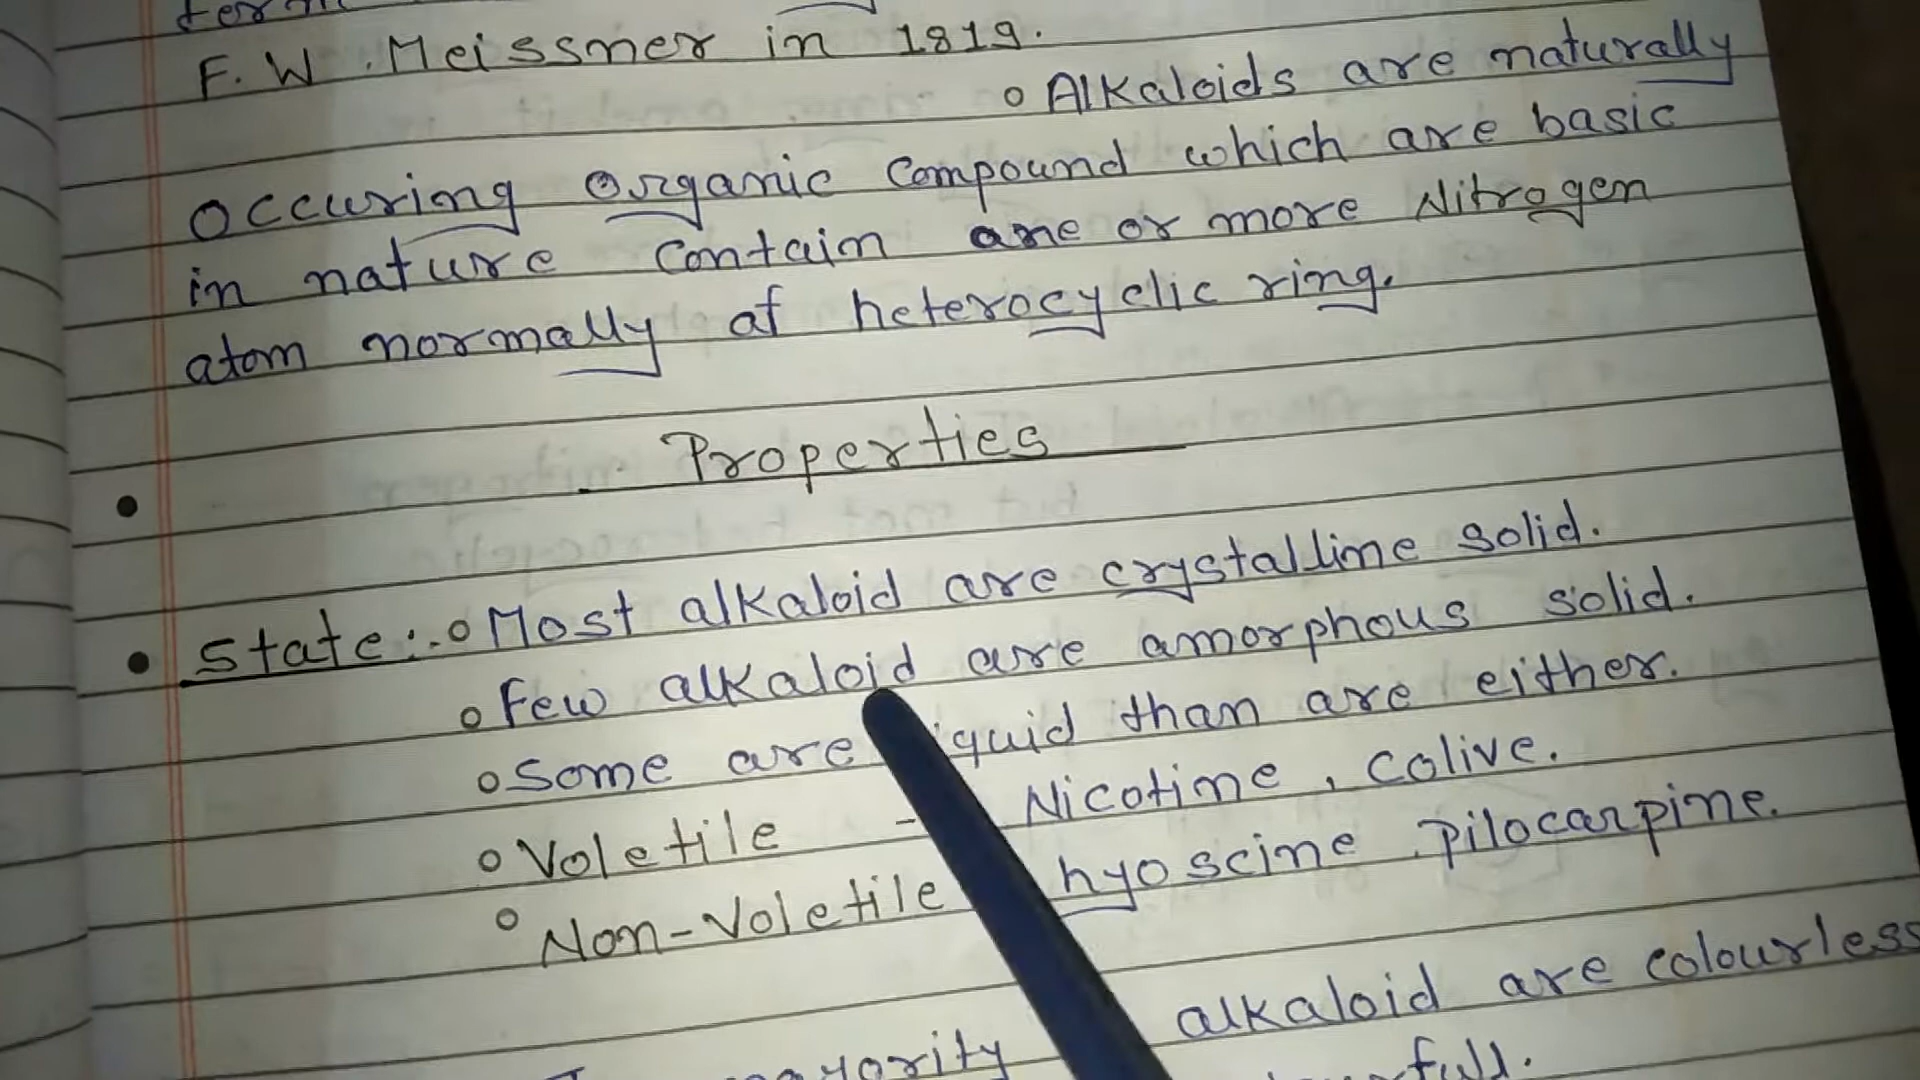 F. W. Meissner in 1819.
o Alkaloids are naturally
Occuring organic compound which are basic
in nature contain one or more Nitrogen
atom normally of heterocyclic ring.
Properties
• State:- o Most alkaloid are crystalline solid.
o Few alkaloid are amorphous solid.
o Some are liquid than are either.
o Voletile - Nicotine, colive.
o Non-Voletile hyoscine pilocarpine.
alkaloid are colourless